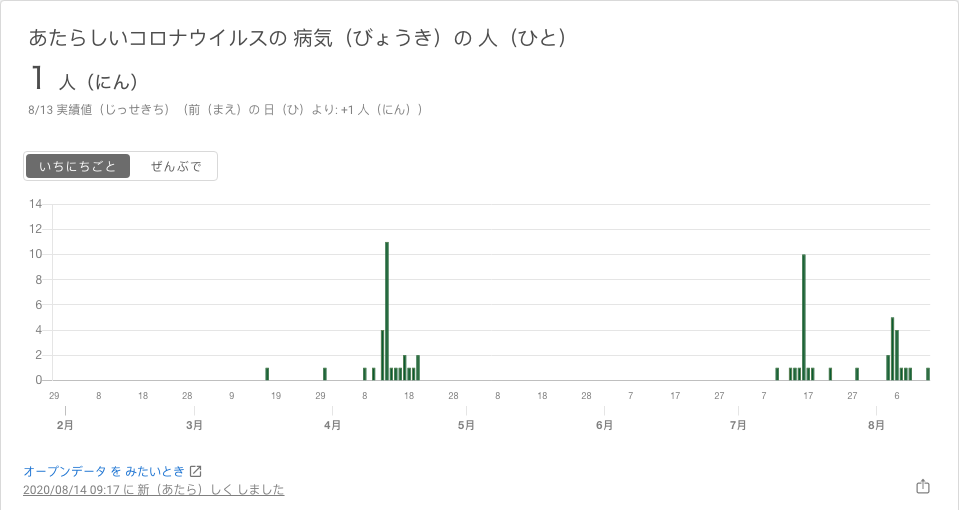 あたらしいコロナウイルスの 病気（びょうき）の 人（ひと）
1 人（にん）
8/13 実績値（じっせきち）（前（まえ）の 日（ひ）より: +1 人（にん））
いちにちごと ぜんぶで
14
12
10
8
6
4
2
0
29 8 18 28 9 19 29 8 18 28 8 18 28 7 17 27 7 17 27 6
2月 3月 4月 5月 6月 7月 8月
オープンデータ を みたいとき
2020/08/14 09:17 に 新（あたら）しく しました